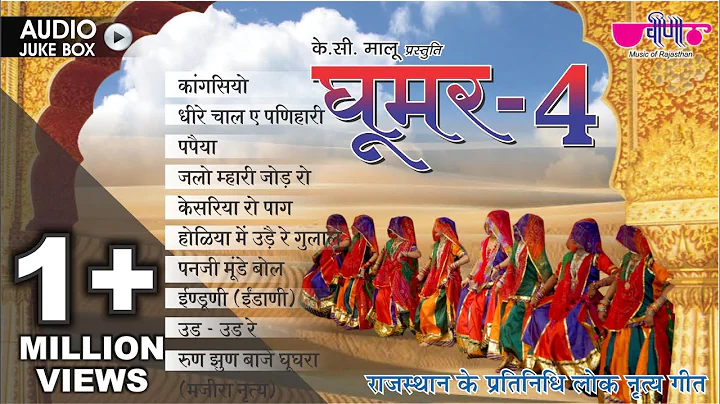 AUDIO
JUKE BOX
वीणा
Music of Rajasthan
के.सी. मालू प्रस्तुति
घूमर-4
कांगसियो
धीरे चाल ए पणिहारी
पपैया
जलो म्हारी जोड़ रो
केसरिया रो पाग
होळिया में उड़ै रे गुलाल
पनजी मूंडे बोल
ईण्डूणी (ईंडाणी)
उड - उड रे
रुण झुण बाजे घूघरा
(मजीरा नृत्य)
1+
MILLION
VIEWS
राजस्थान के प्रतिनिधि लोक नृत्य गीत